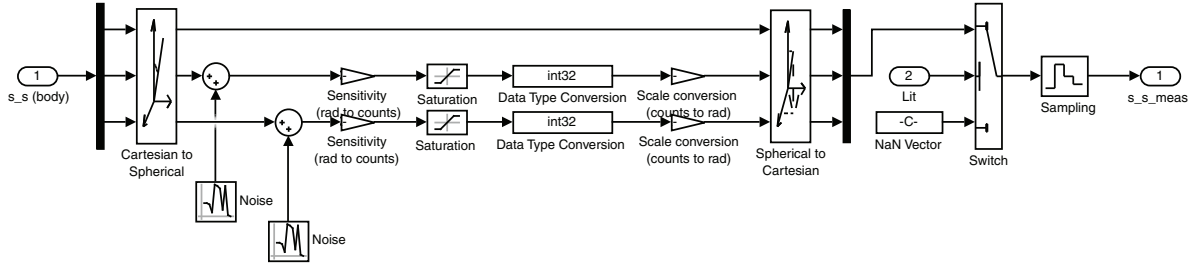 1
s_s (body)
Cartesian to
Spherical
Noise
Noise
Sensitivity
(rad to counts)
Sensitivity
(rad to counts)
Saturation
Saturation
int32
Data Type Conversion
int32
Data Type Conversion
Scale conversion
(counts to rad)
Scale conversion
(counts to rad)
Spherical to
Cartesian
2
Lit
-C-
NaN Vector
Switch
Sampling
1
s_s_meas